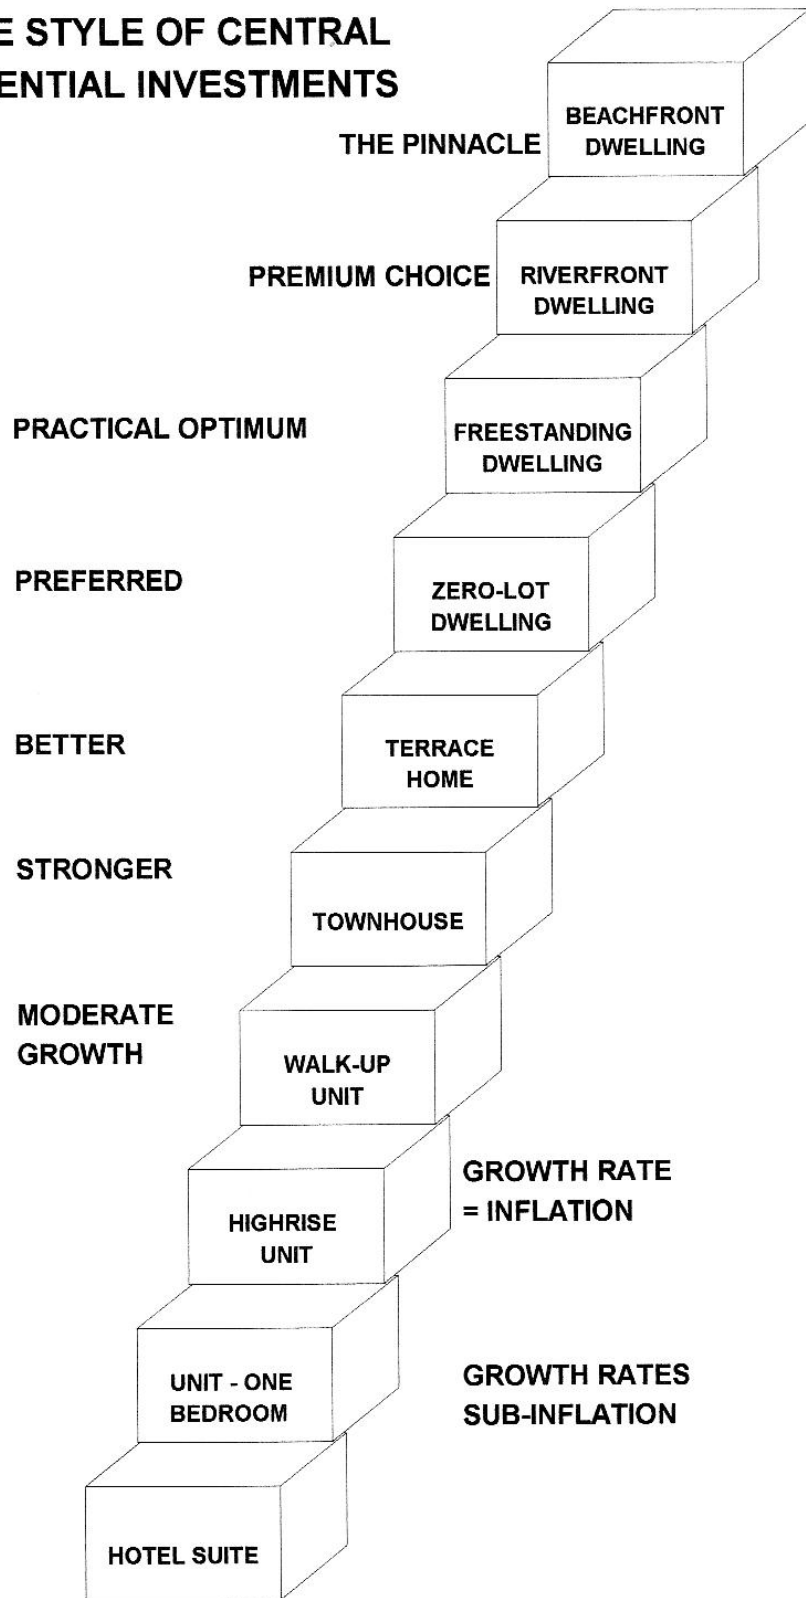 E STYLE OF CENTRAL
ENTIAL INVESTMENTS
BEACHFRONT
DWELLING
THE PINNACLE
PREMIUM CHOICE
RIVERFRONT
DWELLING
PRACTICAL OPTIMUM
FREESTANDING
DWELLING
PREFERRED
ZERO-LOT
DWELLING
BETTER
TERRACE
HOME
STRONGER
TOWNHOUSE
MODERATE
GROWTH
WALK-UP
UNIT
GROWTH RATE
= INFLATION
HIGHRISE
UNIT
GROWTH RATES
SUB-INFLATION
UNIT - ONE
BEDROOM
HOTEL SUITE